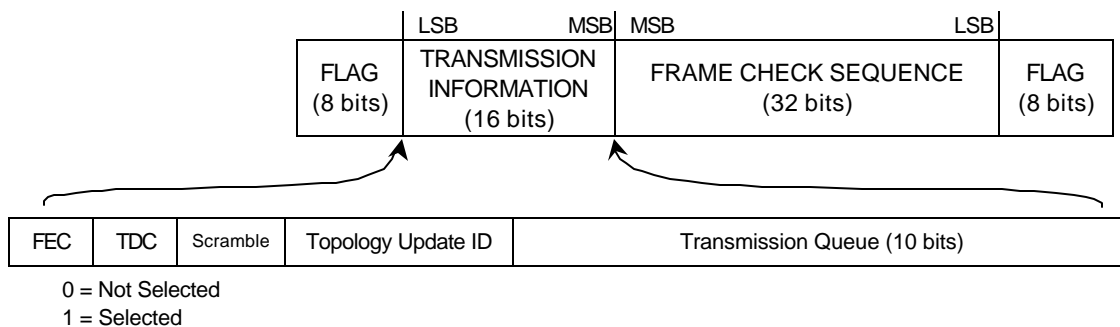 LSB MSB MSB LSB
FLAG
(8 bits)
TRANSMISSION
INFORMATION
(16 bits)
FRAME CHECK SEQUENCE
(32 bits)
FLAG
(8 bits)
FEC TDC Scramble Topology Update ID Transmission Queue (10 bits)
0 = Not Selected
1 = Selected